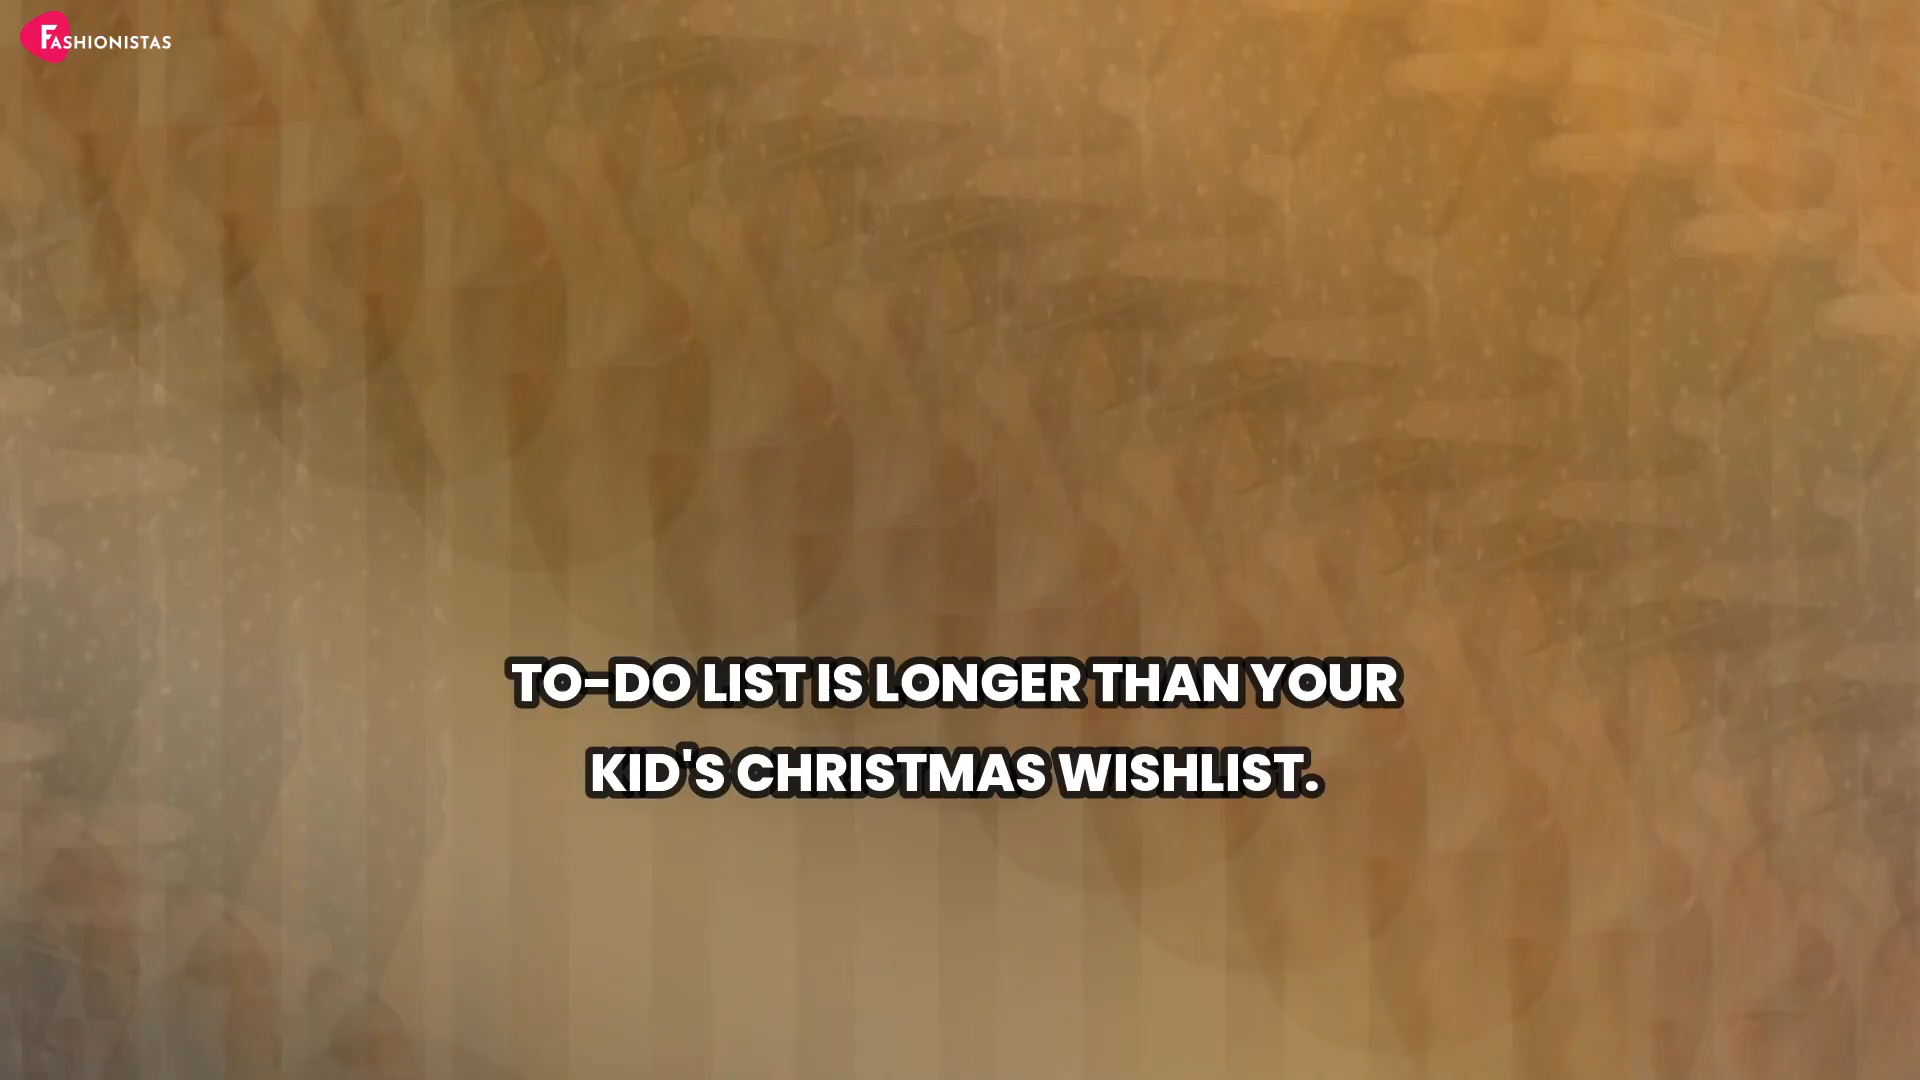 FASHIONISTAS
TO-DO LIST IS LONGER THAN YOUR
KID'S CHRISTMAS WISHLIST.